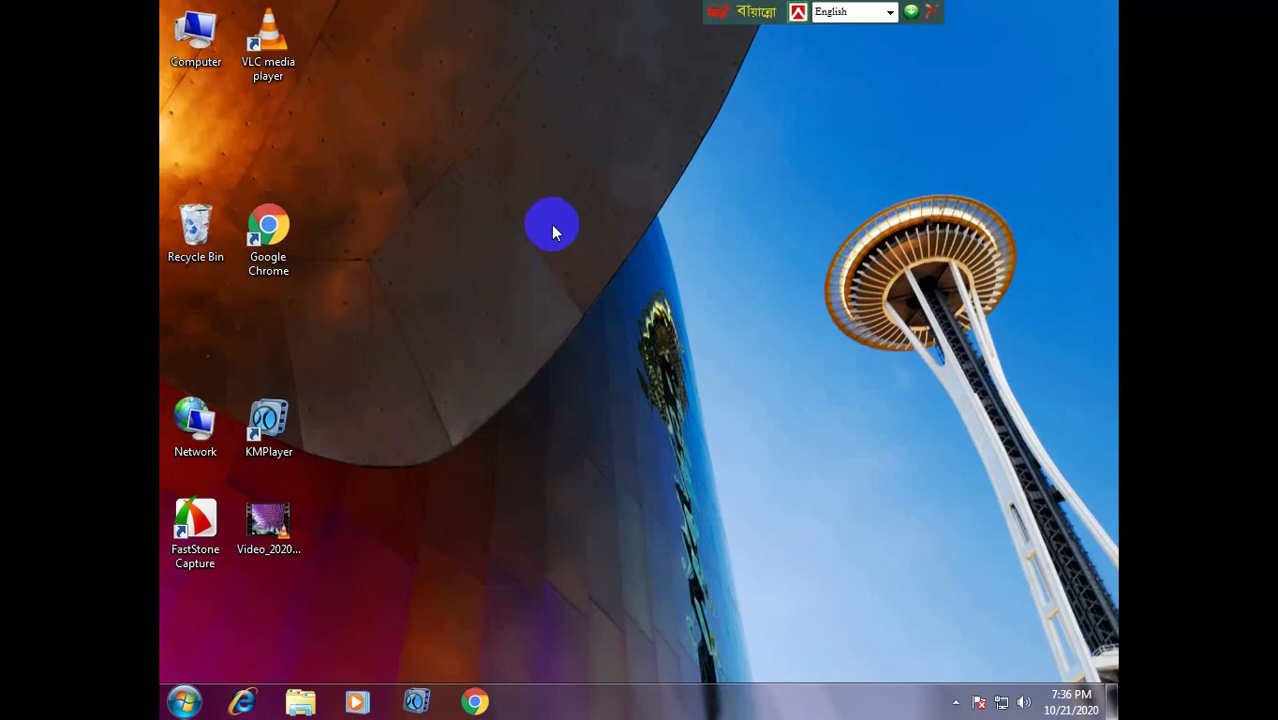 বায়ান্নো
English
Computer
VLC media
player
Recycle Bin
Google
Chrome
Network
KMPlayer
FastStone
Capture
Video_2020...
7:36 PM
10/21/2020